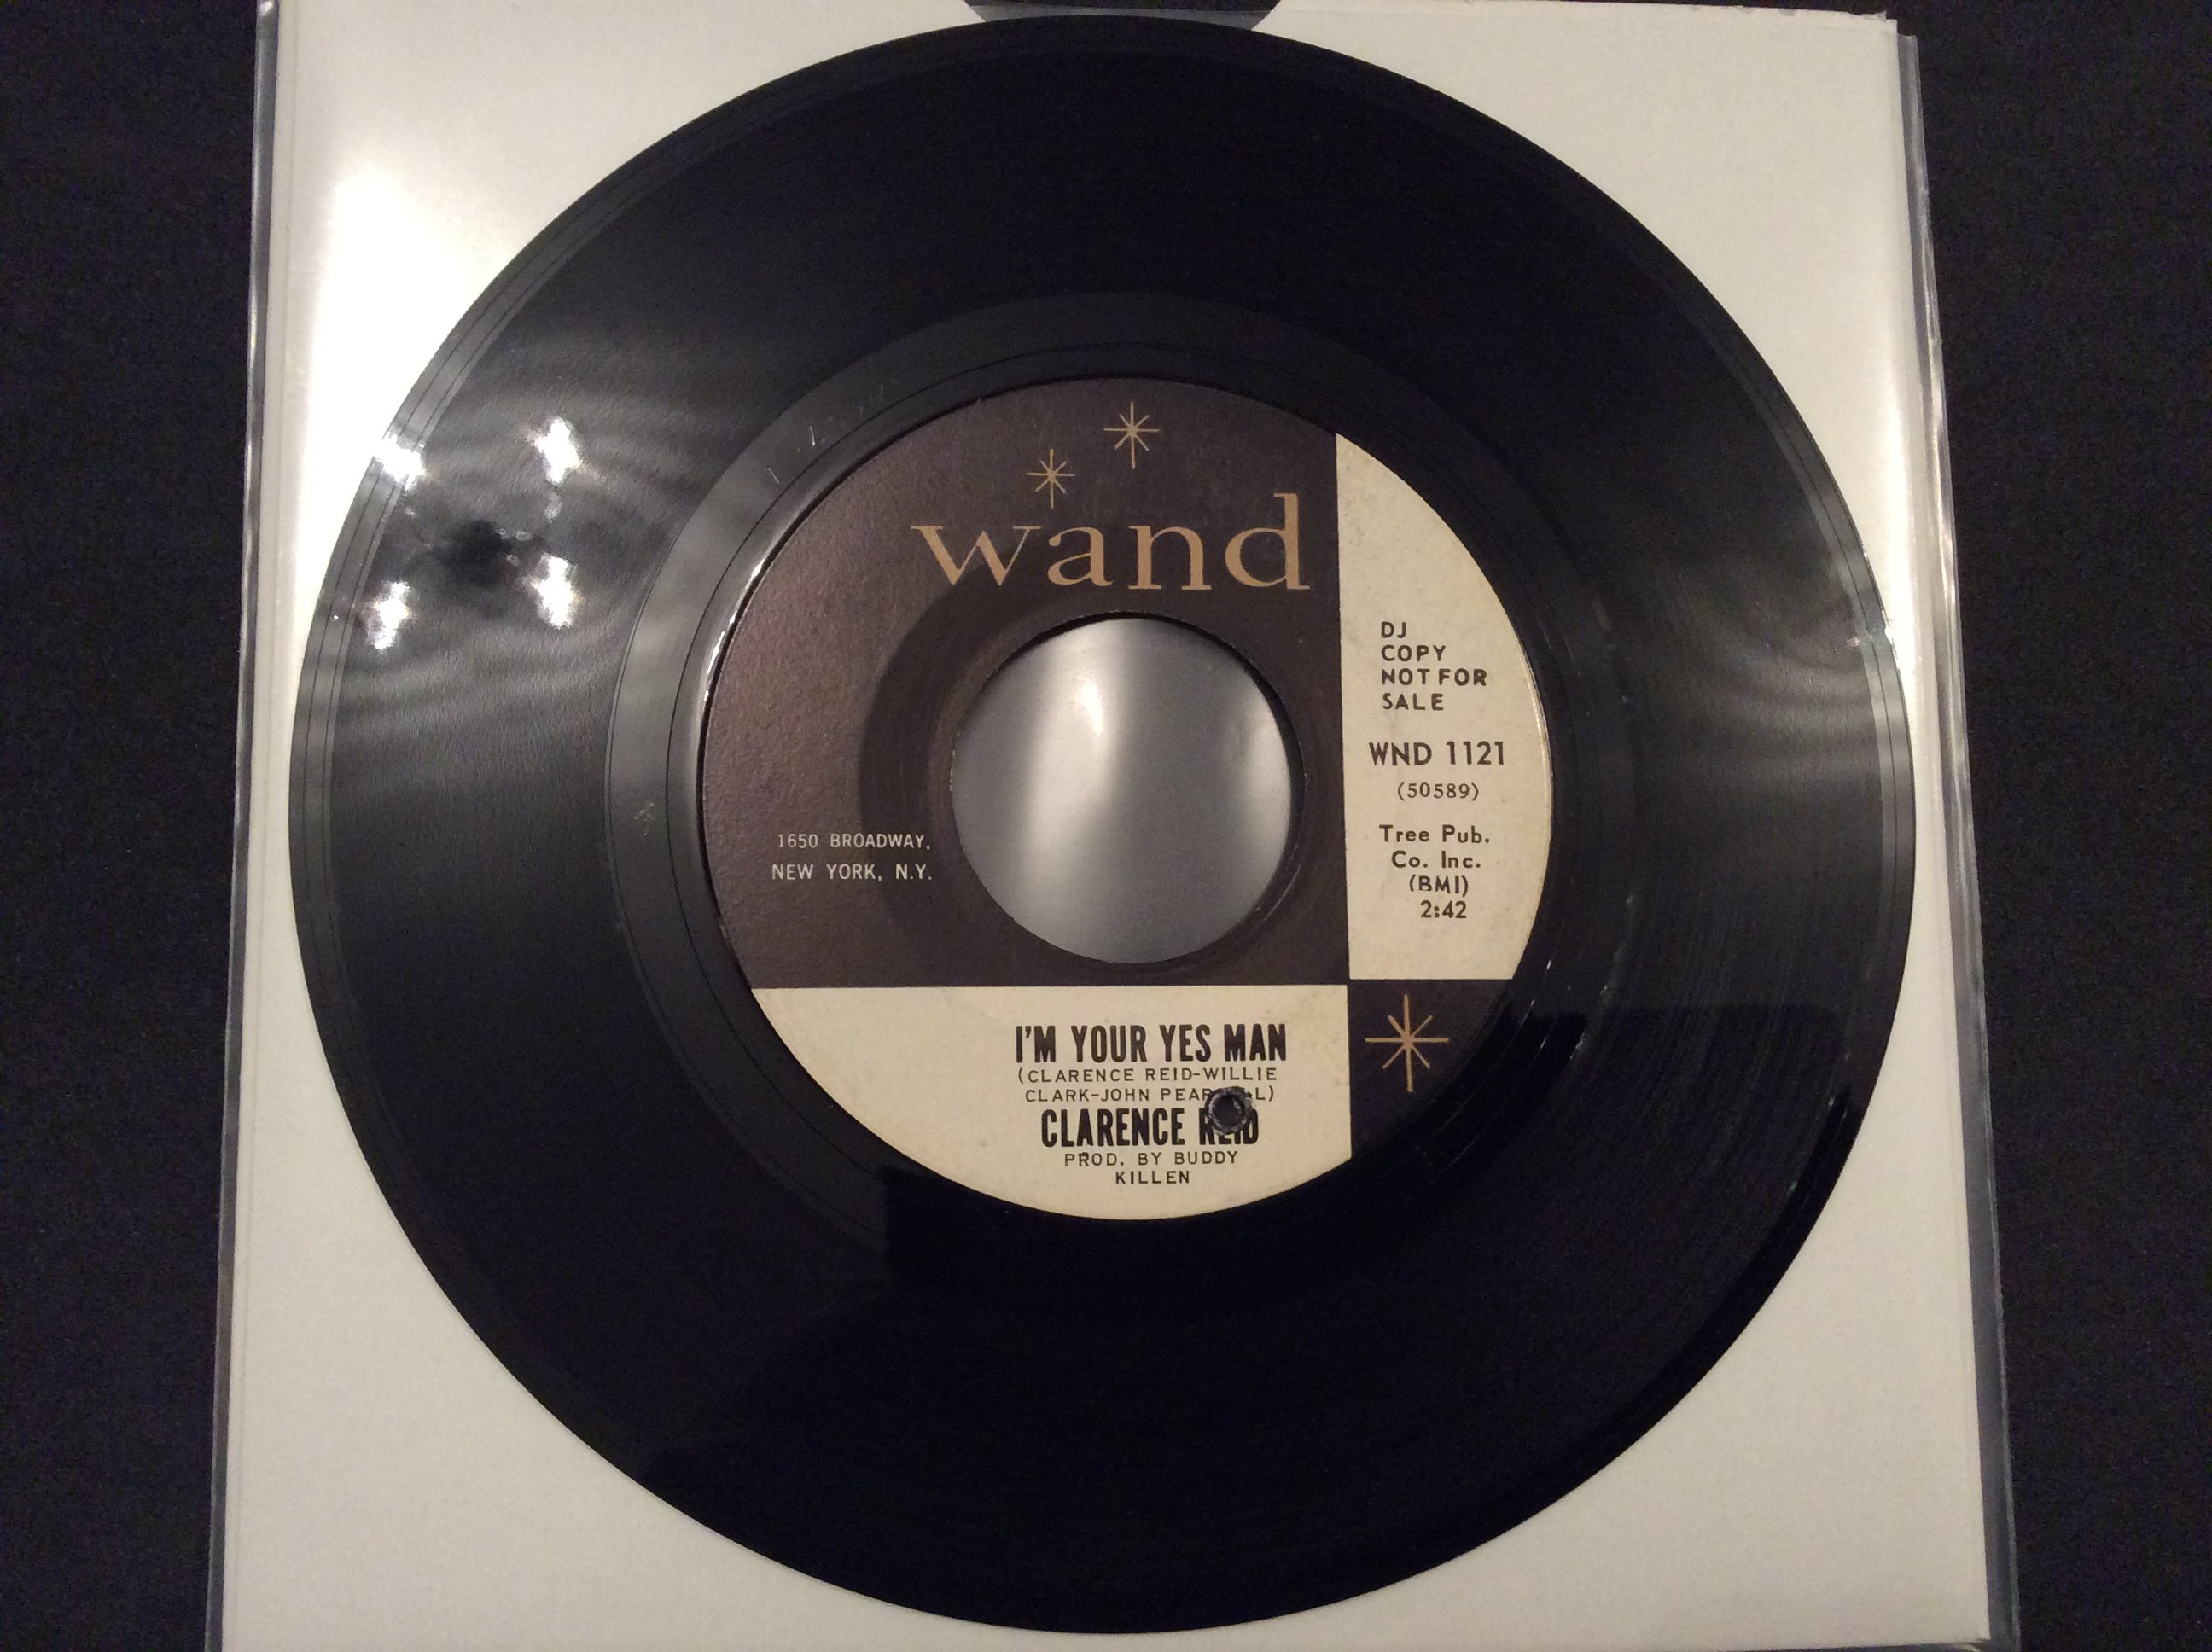 wand
DJ
COPY
NOT FOR
SALE
WND 1121
(50589)
Tree Pub.
Co. Inc.
(BMI)
2:42
1650 BROADWAY,
NEW YORK, N.Y.
I'M YOUR YES MAN
(CLARENCE REID-WILLIE
CLARK-JOHN
CLARENCE REID
PROD. BY BUDDY
KILLEN